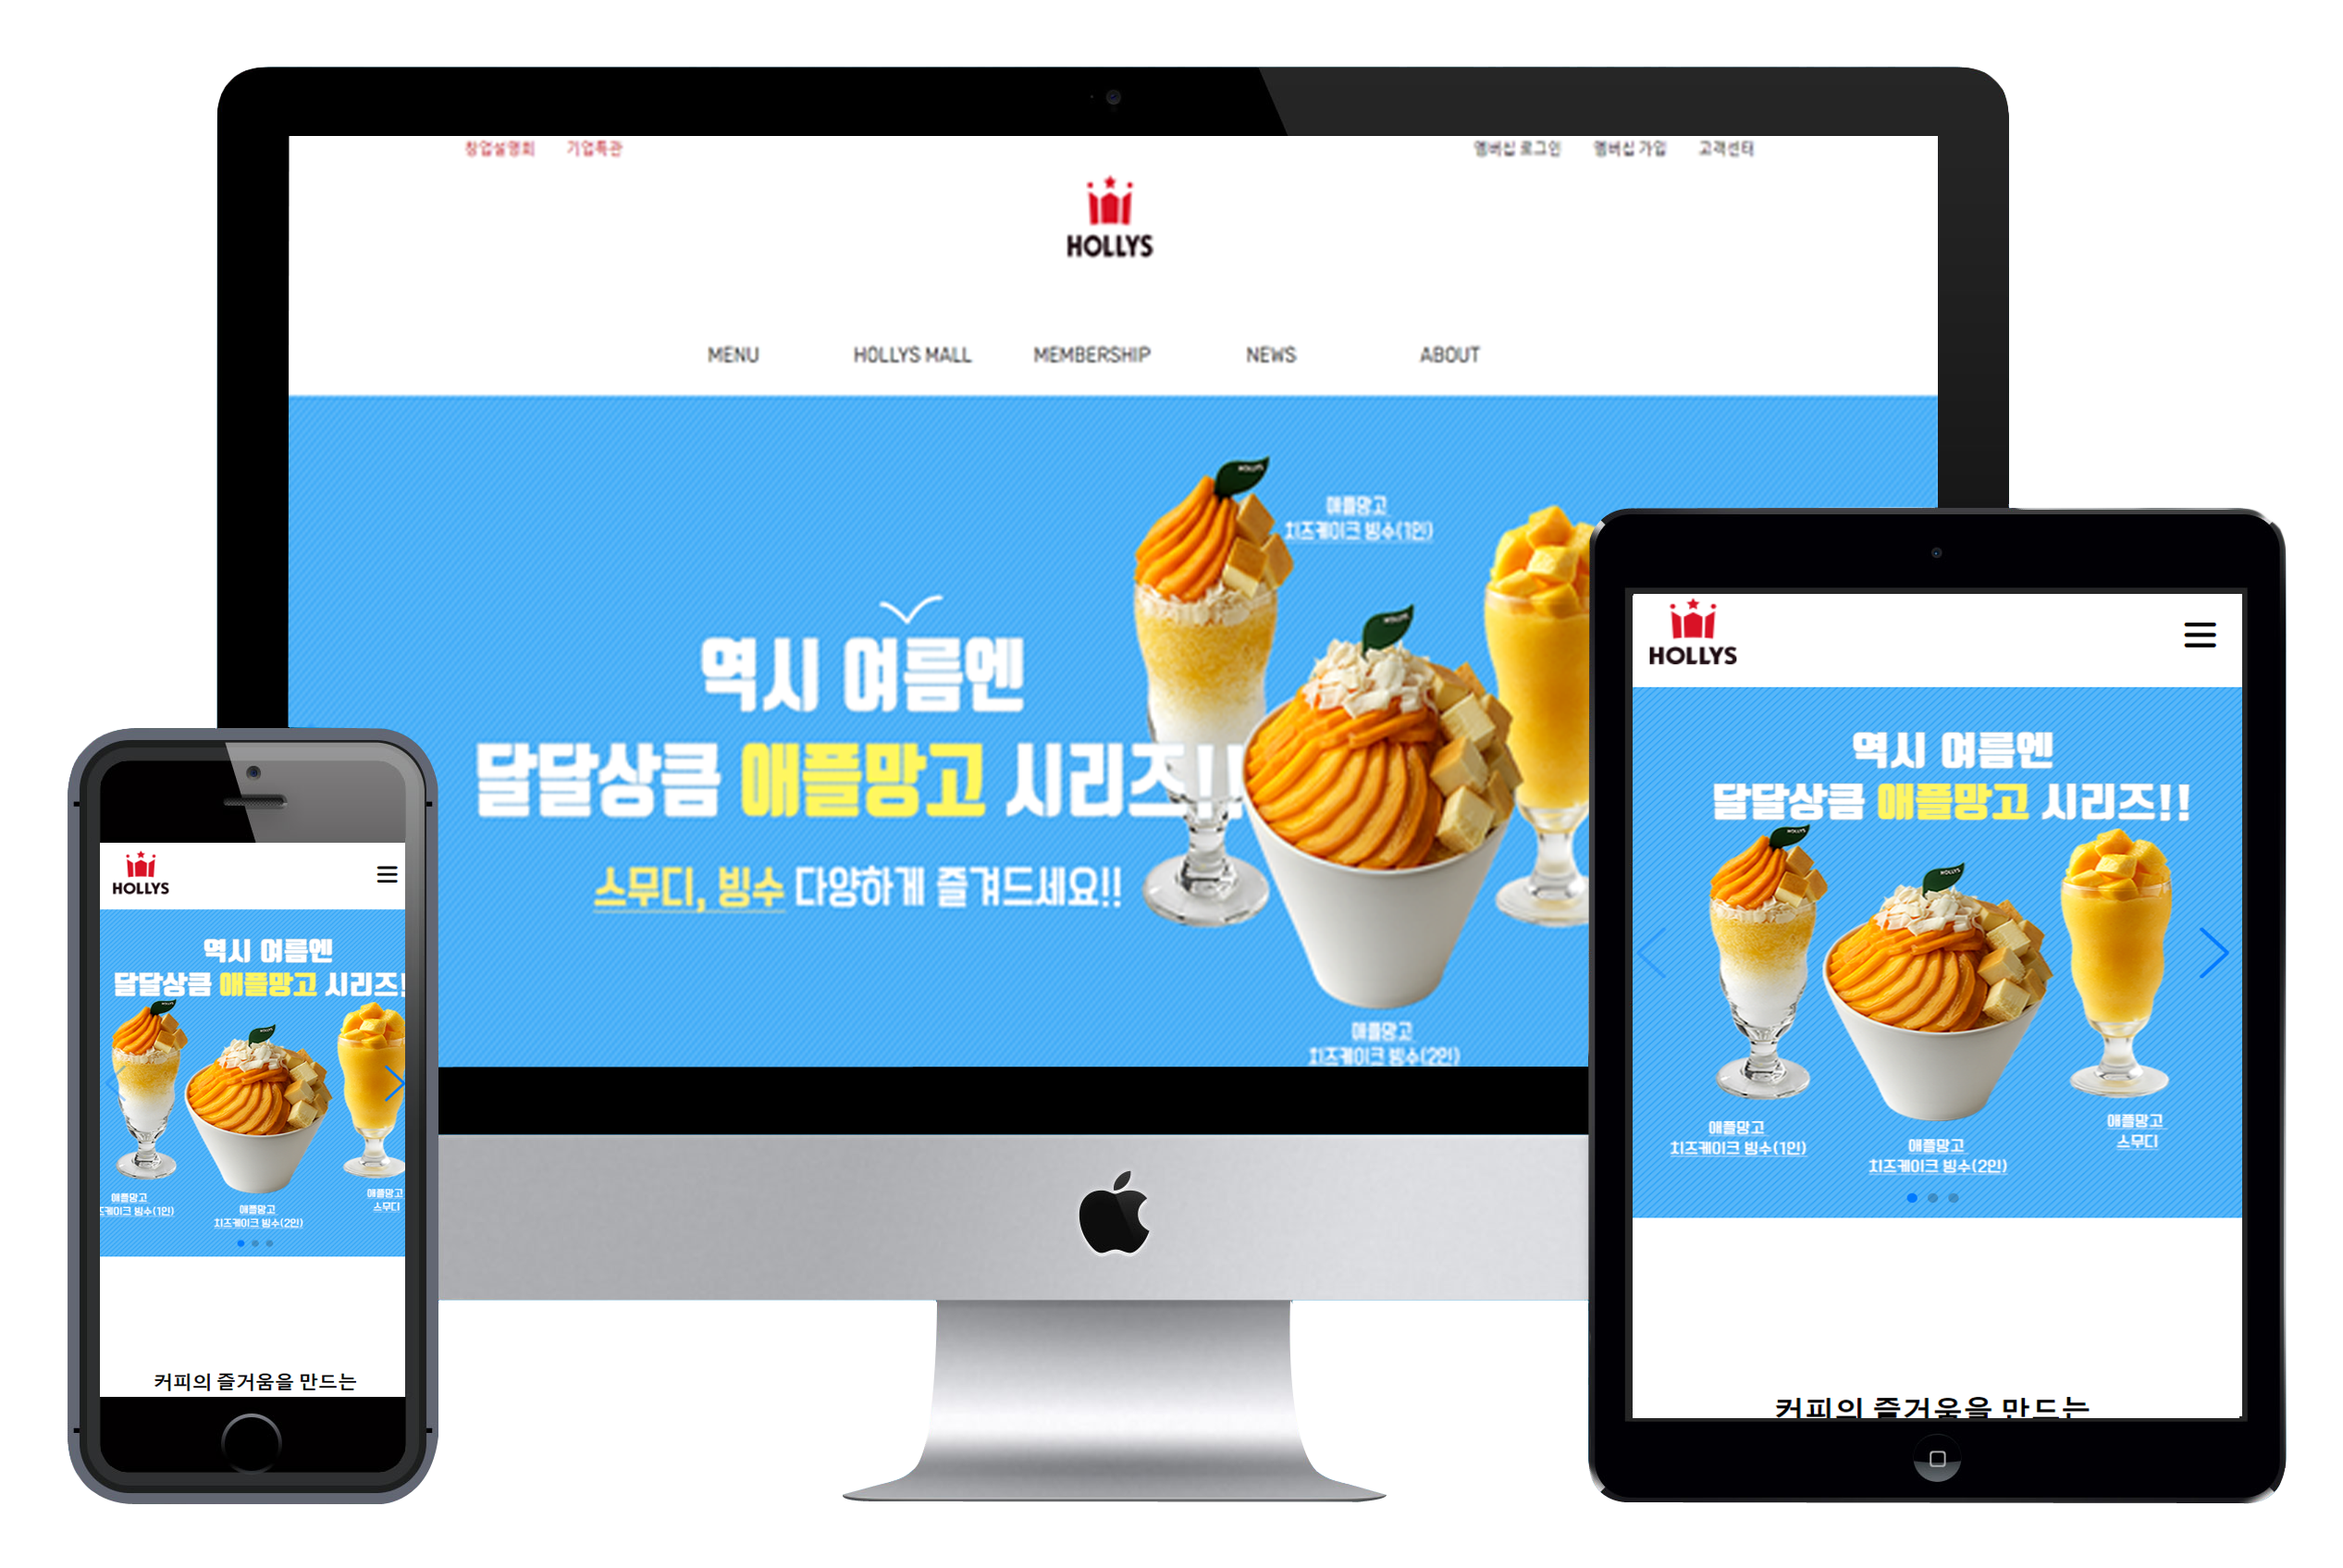 창업설명회 기업특관
멤버십 로그인 멤버십 가입 고객센터
HOLLYS
MENU HOLLYS MALL MEMBERSHIP NEWS ABOUT
HOLLYS
애플망고
치즈케이크 빙수(1인)
HOLLYS
역시 여름엔
달달상큼 애플망고 시리즈!!
스무디, 빙수 다양하게 즐겨드세요!!
애플망고
치즈케이크 빙수(2인)
HOLLYS
역시 여름엔
달달상큼 애플망고 시리즈!
애플망고
즈케이크 빙수(1인)
애플망고
치즈케이크 빙수(2인)
애플망고
스무디
커피의 즐거움을 만드는
HOLLYS
역시 여름엔
달달상큼 애플망고 시리즈!!
HOLLYS
HOLLYS
애플망고
치즈케이크 빙수(1인)
애플망고
치즈케이크 빙수(2인)
애플망고
스무디
커피의 즐거움을 만드는